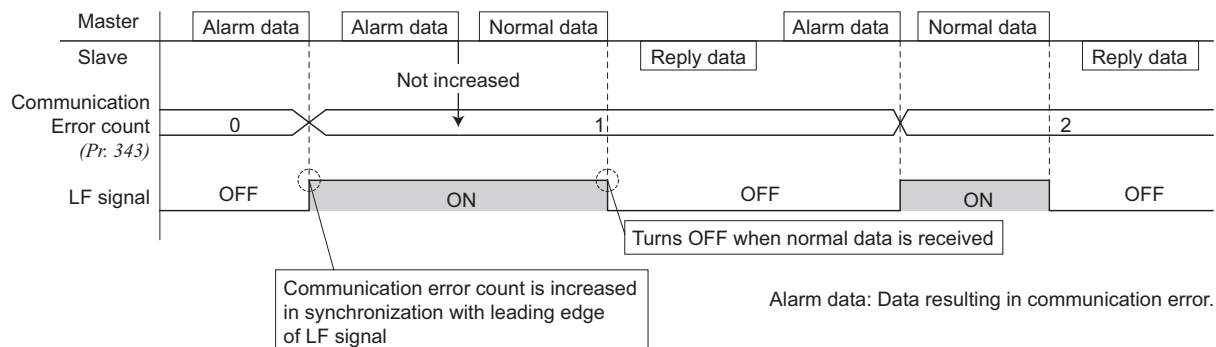 Master
Alarm data
Alarm data
Normal data
Alarm data
Normal data
Slave
Reply data
Reply data
Not increased
Communication
Error count
(Pr. 343)
0
1
2
LF signal
OFF
ON
OFF
ON
OFF
Turns OFF when normal data is received
Communication error count is increased
in synchronization with leading edge
of LF signal
Alarm data: Data resulting in communication error.